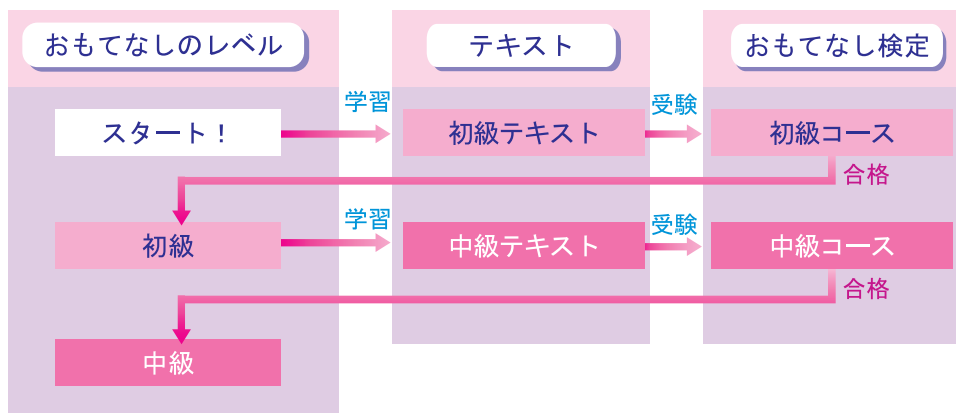 おもてなしのレベル
テキスト
おもてなし検定
スタート！
学習
初級テキスト
受験
初級コース
合格
初級
学習
中級テキスト
受験
中級コース
合格
中級